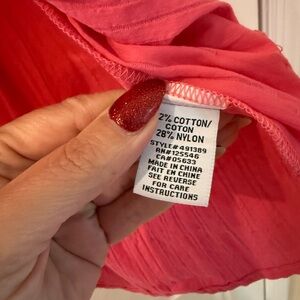 2% COTTON/
COTON
28% NYLON
STYLE#491389
RN#125546
CA#05633
MADE IN CHINA
FAIT EN CHINE
SEE REVERSE
FOR CARE
INSTRUCTIONS